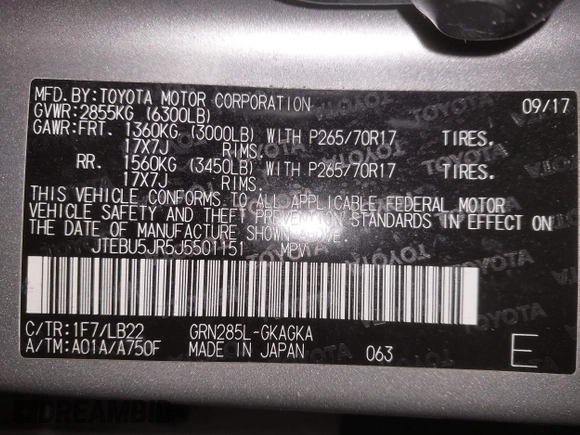 MFD.BY:TOYOTA MOTOR CORPORATION 09/17
GVWR:2855KG (6300LB)
GAWR:FRT. 1360KG (3000LB) WITH P265/70R17 TIRES.
17X7J RIMS.
RR. 1560KG (3450LB) WITH P265/70R17 TIRES.
17X7J RIMS.
THIS VEHICLE CONFORMS TO ALL APPLICABLE FEDERAL MOTOR
VEHICLE SAFETY AND THEFT PREVENTION STANDARDS IN EFFECT ON
THE DATE OF MANUFACTURE SHOWN ABOVE.
JTEBU5JR5J5501151 MPV
C/TR:1F7/LB22 GRN285L-GKAGKA
A/TM:A01A/A750F MADE IN JAPAN 063 E
DREAMBID